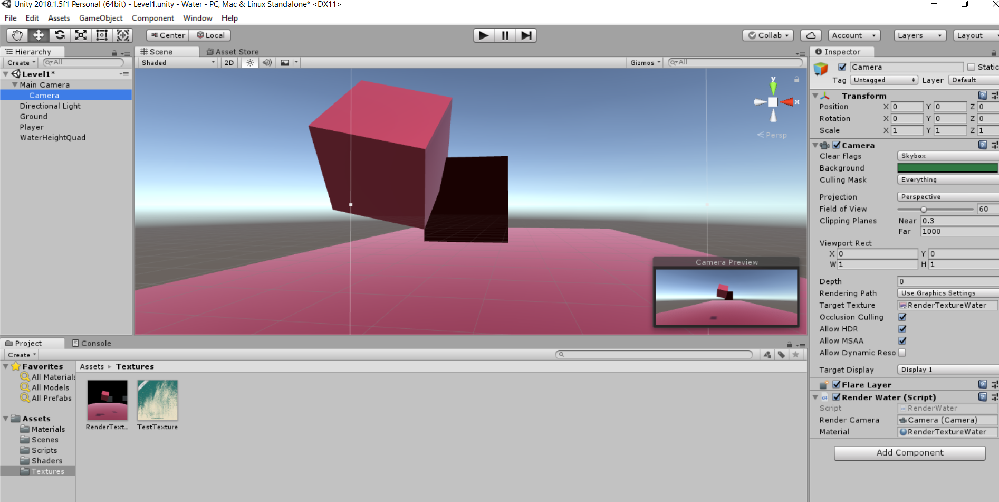 Unity 2018.1.5f1 Personal (64bit) - Level1.unity - Water - PC, Mac & Linux Standalone* <DX11>
File Edit Assets GameObject Component Window Help
Center Local Collab Account Layers Layout
Hierarchy
Create All
Level1*
Main Camera
Camera
Directional Light
Ground
Player
WaterHeightQuad
Scene Asset Store
Shaded 2D Gizmos All
y
x
Persp
Camera Preview
Inspector
Camera Static
Tag Untagged Layer Default
Transform
Position X 0 Y 0 Z 0
Rotation X 0 Y 0 Z 0
Scale X 1 Y 1 Z 1
Camera
Clear Flags Skybox
Background
Culling Mask Everything
Projection Perspective
Field of View 60
Clipping Planes Near 0.3
Far 1000
Viewport Rect
X 0 Y 0
W 1 H 1
Depth 0
Rendering Path Use Graphics Settings
Target Texture RenderTextureWater
Occlusion Culling
Allow HDR
Allow MSAA
Allow Dynamic Reso
Target Display Display 1
Flare Layer
Render Water (Script)
Script RenderWater
Render Camera Camera (Camera)
Material RenderTextureWater
Add Component
Project Console
Create
Favorites
All Materials
All Models
All Prefabs
Assets
Materials
Scenes
Scripts
Shaders
Textures
Assets Textures
RenderText... TestTexture